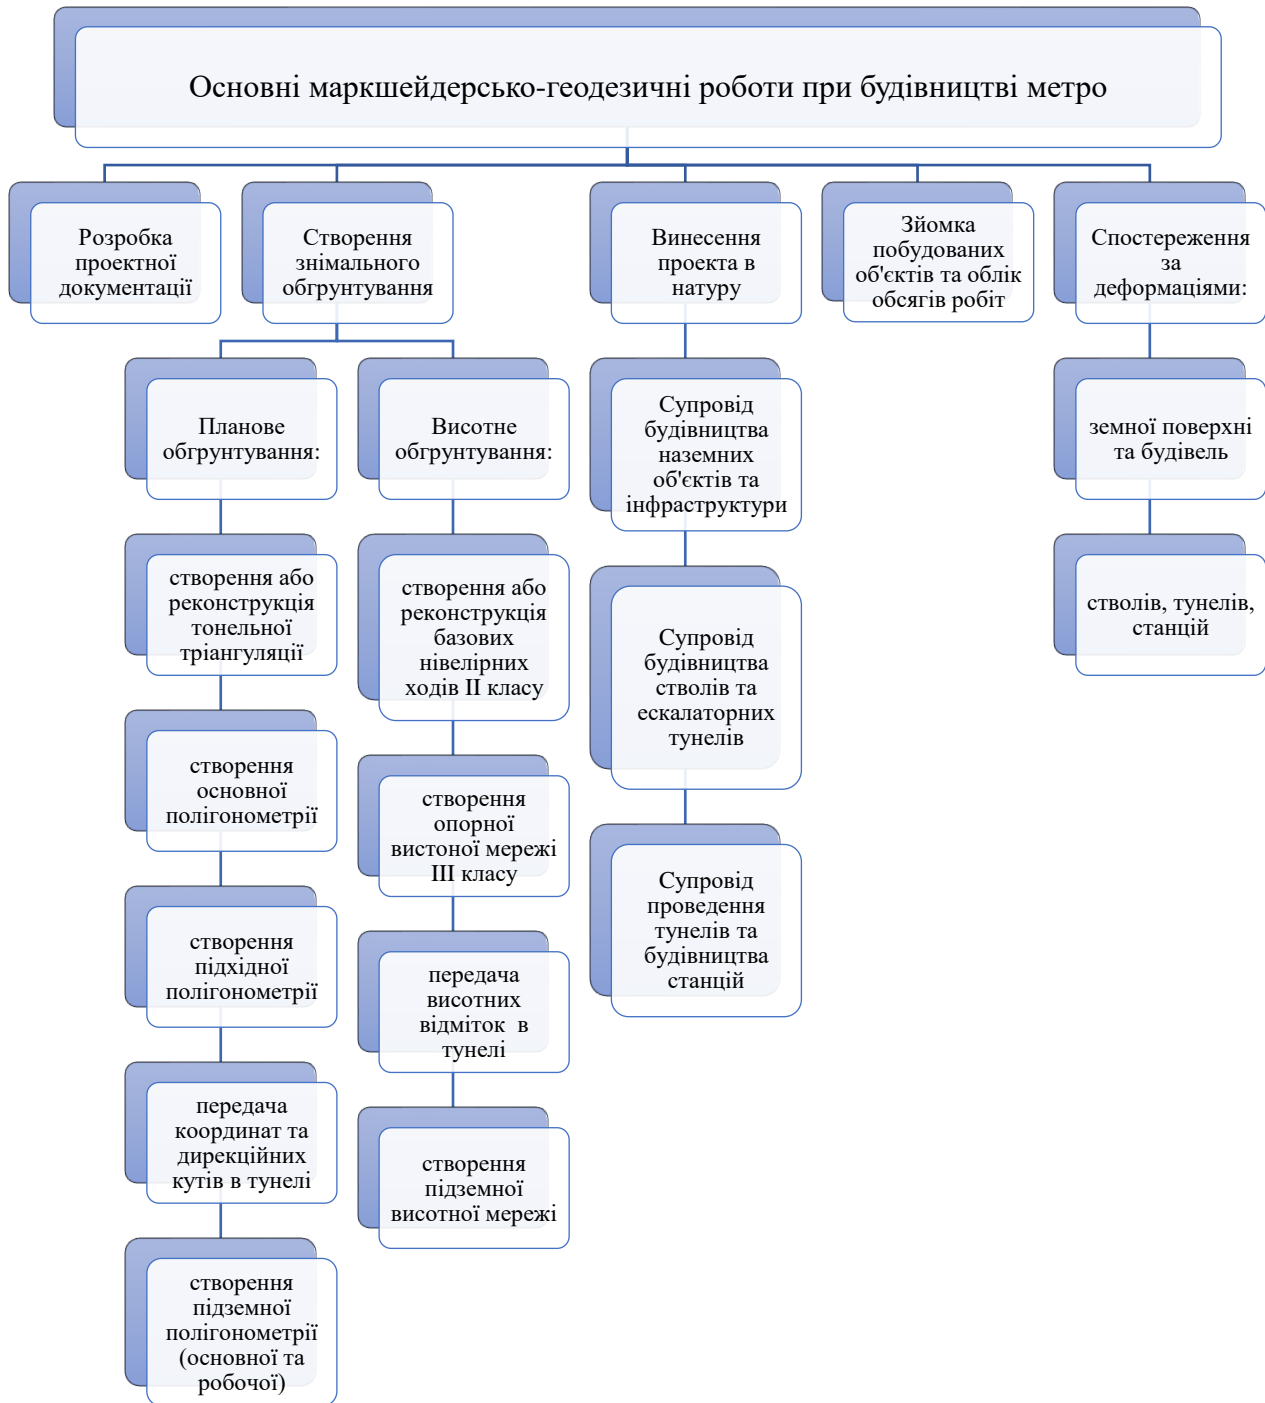 Основні маркшейдерсько-геодезичні роботи при будівництві метро
Розробка
проектної
документації
Створення
знімального
обгрунтування
Планове
обгрунтування:
створення або
реконструкція
тонельної
тріангуляції
створення
основної
полігонометрії
створення
підхідної
полігонометрії
передача
координат та
дирекційних
кутів в тунелі
створення
підземної
полігонометрії
(основної та
робочої)
Висотне
обгрунтування:
створення або
реконструкція
базових
нівелірних
ходів II класу
створення
опорної
вистоної мережі
III класу
передача
висотних
відміток в
тунелі
створення
підземної
висотної мережі
Винесення
проекта в
натуру
Супровід
будівництва
наземних
об'єктів та
інфраструктури
Супровід
будівництва
стволів та
ескалаторних
тунелів
Супровід
проведення
тунелів та
будівництва
станцій
Зйомка
побудованих
об'єктів та облік
обсягів робіт
Спостереження
за
деформаціями:
земної поверхні
та будівель
стволів, тунелів,
станцій